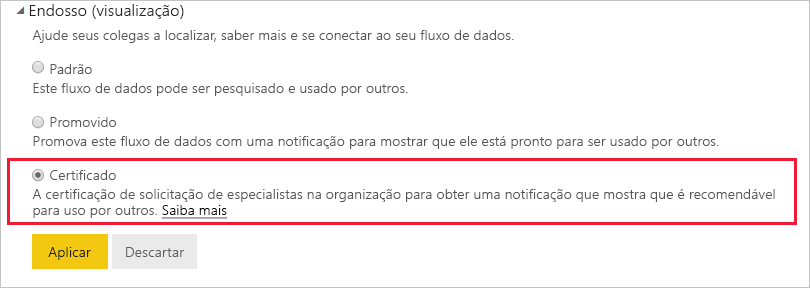 Endosso (visualização)
Ajude seus colegas a localizar, saber mais e se conectar ao seu fluxo de dados.
Padrão
Este fluxo de dados pode ser pesquisado e usado por outros.
Promovido
Promova este fluxo de dados com uma notificação para mostrar que ele está pronto para ser usado por outros.
Certificado
A certificação de solicitação de especialistas na organização para obter uma notificação que mostra que é recomendável
para uso por outros. Saiba mais
Aplicar
Descartar